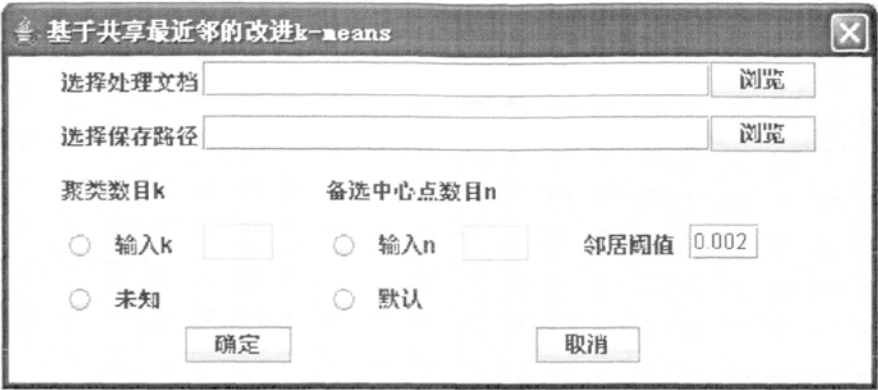 基于共享最近邻的改进k-means
选择处理文档 浏览
选择保存路径 浏览
聚类数目k 备选中心点数目n
输入k 输入n 邻居阈值 0.002
未知 默认
确定 取消